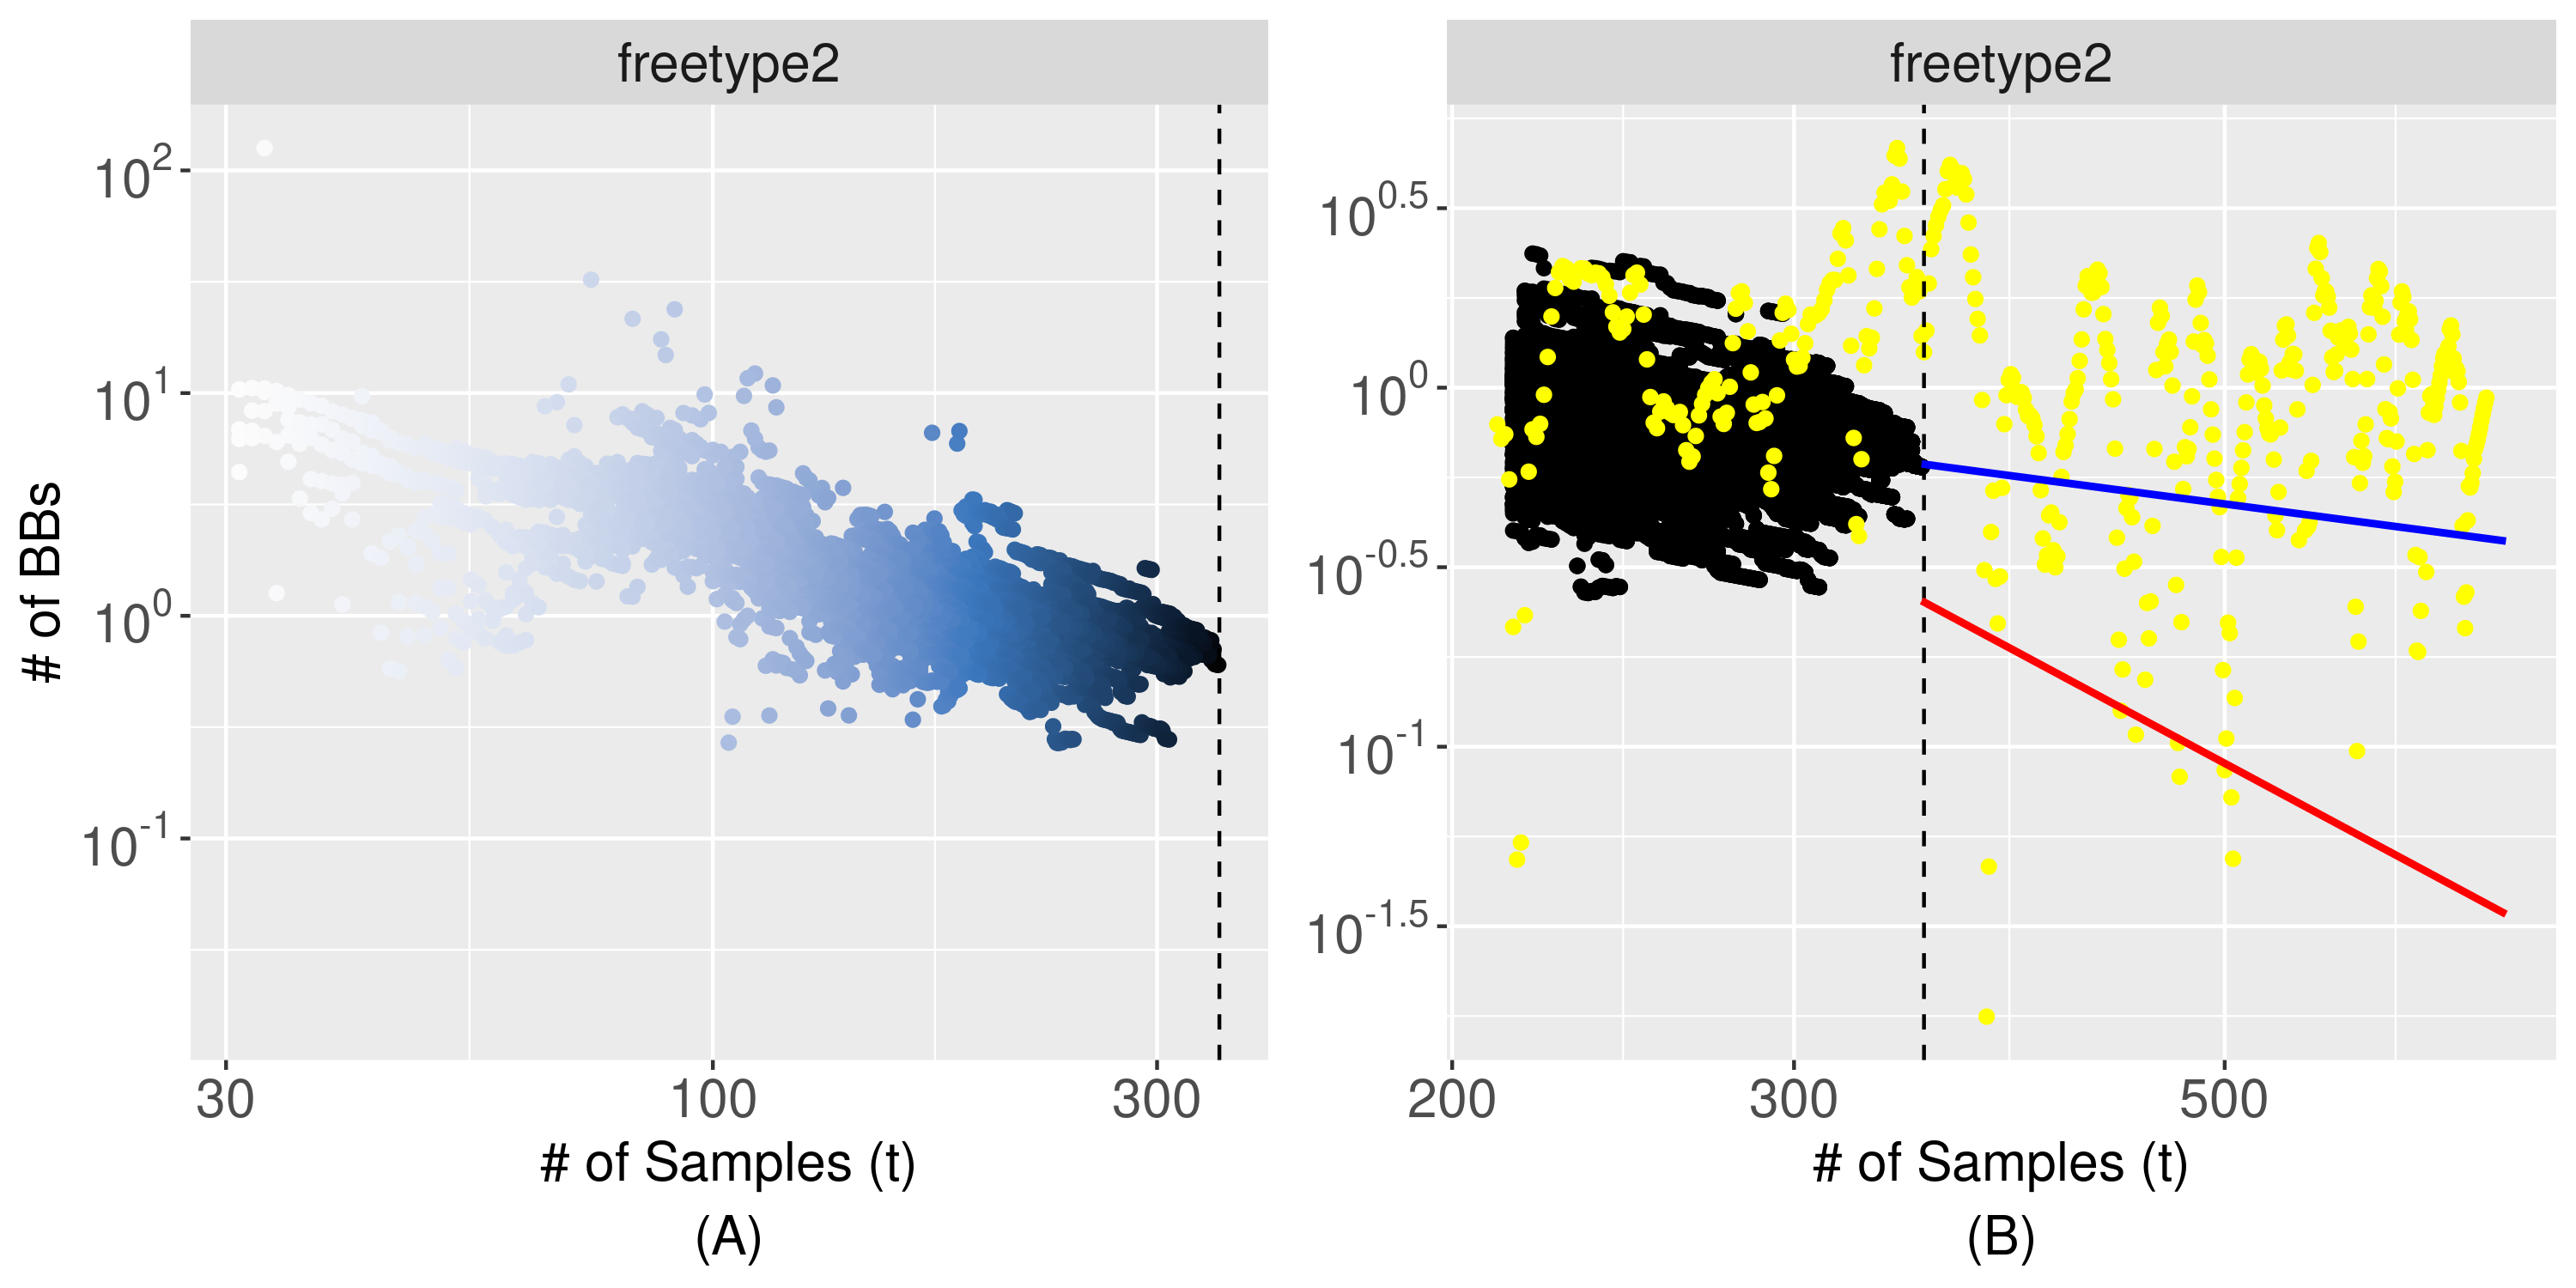 freetype2
freetype2
# of BBs
10^2
10^1
10^0
10^-1
30 100 300
# of Samples (t)
(A)
10^0.5
10^0
10^-0.5
10^-1
10^-1.5
200 300 500
# of Samples (t)
(B)